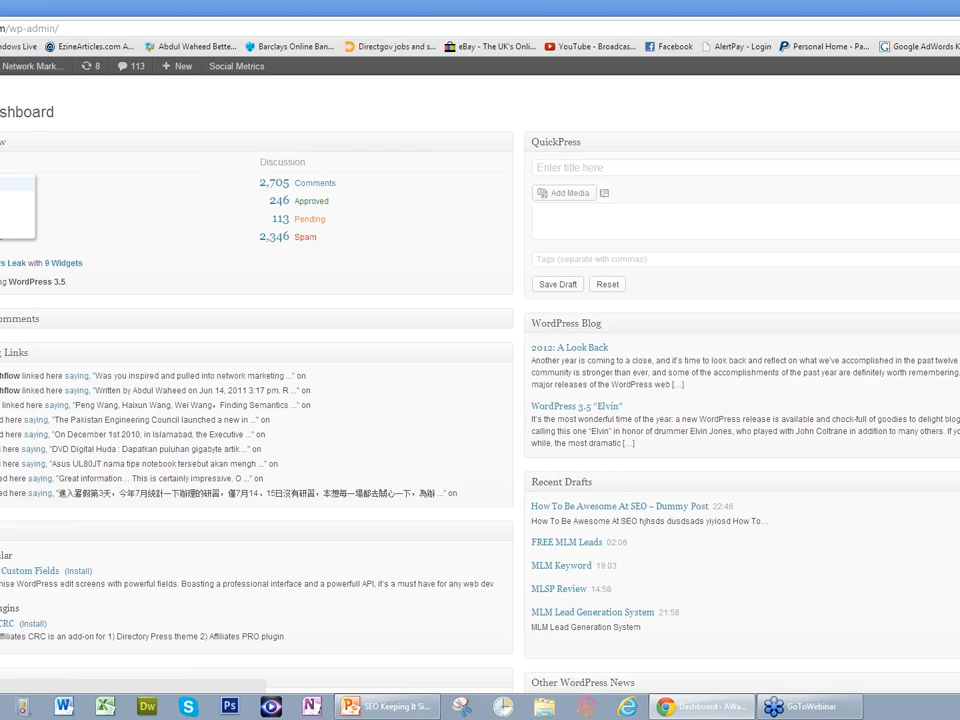 m/wp-admin/
ndows Live EzineArticles.com A... Abdul Waheed Bette... Barclays Online Ban... Directgov jobs and s... eBay - The UK's Onli... YouTube - Broadcas... Facebook AlertPay - Login Personal Home - Pa... Google AdWords K
Network Mark... 8 113 + New Social Metrics
shboard
w
Discussion
2,705 Comments
246 Approved
113 Pending
2,346 Spam
s Leak with 9 Widgets
ng WordPress 3.5.
omments
Links
hflow linked here saying, "Was you inspired and pulled into network marketing ..." on
hflow linked here saying, "Written by Abdul Waheed on Jun 14, 2011 3:17 pm. R ..." on
linked here saying, "Peng Wang, Haixun Wang, Wei Wang，Finding Semantics ..." on
ed here saying, "The Pakistan Engineering Council launched a new in ..." on
ed here saying, "On December 1st 2010, in Islamabad, the Executive ..." on
d here saying, "DVD Digital Huda : Dapatkan puluhan gigabyte artik ..." on
d here saying, "Asus UL80JT nama tipe notebook tersebut akan mengh ..." on
ed here saying, "Great information… This is certainly impressive. O ..." on
ed here saying, "進入暑假第3天，今年7月統計一下辦理的研習，僅7月14、15日沒有研習，本想每一場都去關心一下，為辦 ..." on
ular
Custom Fields (Install)
mise WordPress edit screens with powerful fields. Boasting a professional interface and a powerfull API, it's a must have for any web dev
ugins
CRC (Install)
ffiliates CRC is an add-on for 1) Directory Press theme 2) Affiliates PRO plugin
QuickPress
Enter title here
Add Media
Tags (separate with commas)
Save Draft Reset
WordPress Blog
2012: A Look Back
Another year is coming to a close, and it's time to look back and reflect on what we've accomplished in the past twelve
community is stronger than ever, and some of the accomplishments of the past year are definitely worth remembering.
major releases of the WordPress web […]
WordPress 3.5 "Elvin"
It's the most wonderful time of the year: a new WordPress release is available and chock-full of goodies to delight blog
calling this one "Elvin" in honor of drummer Elvin Jones, who played with John Coltrane in addition to many others. If yo
while, the most dramatic […]
Recent Drafts
How To Be Awesome At SEO – Dummy Post 22:46
How To Be Awesome At SEO hjhsds dusdsads yiyiosd How To…
FREE MLM Leads 02:06
MLM Keyword 19:03
MLSP Review 14:58
MLM Lead Generation System 21:58
MLM Lead Generation System
Other WordPress News
SEO Keeping It Si... Dashboard ‹ AWa... GoToWebinar